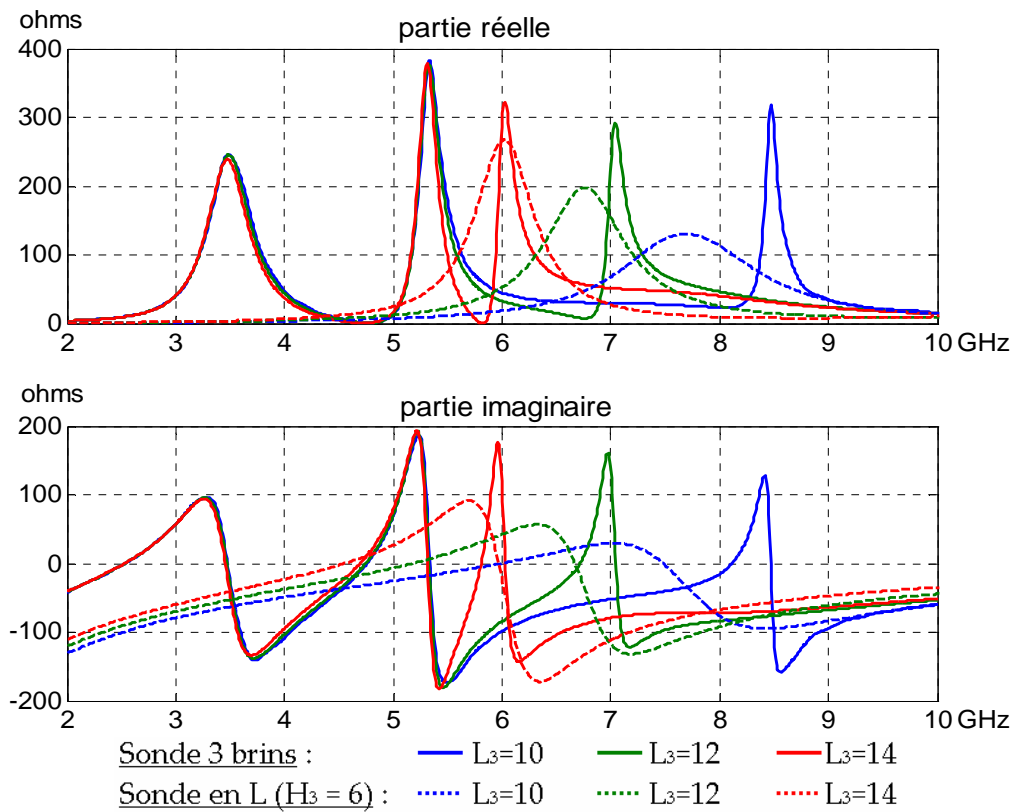 ohms
partie réelle
400
300
200
100
0
2 3 4 5 6 7 8 9 10 GHz
ohms
partie imaginaire
200
100
0
-100
-200
2 3 4 5 6 7 8 9 10 GHz
Sonde 3 brins : L₃=10 L₃=12 L₃=14
Sonde en L (H₃ = 6) : L₃=10 L₃=12 L₃=14